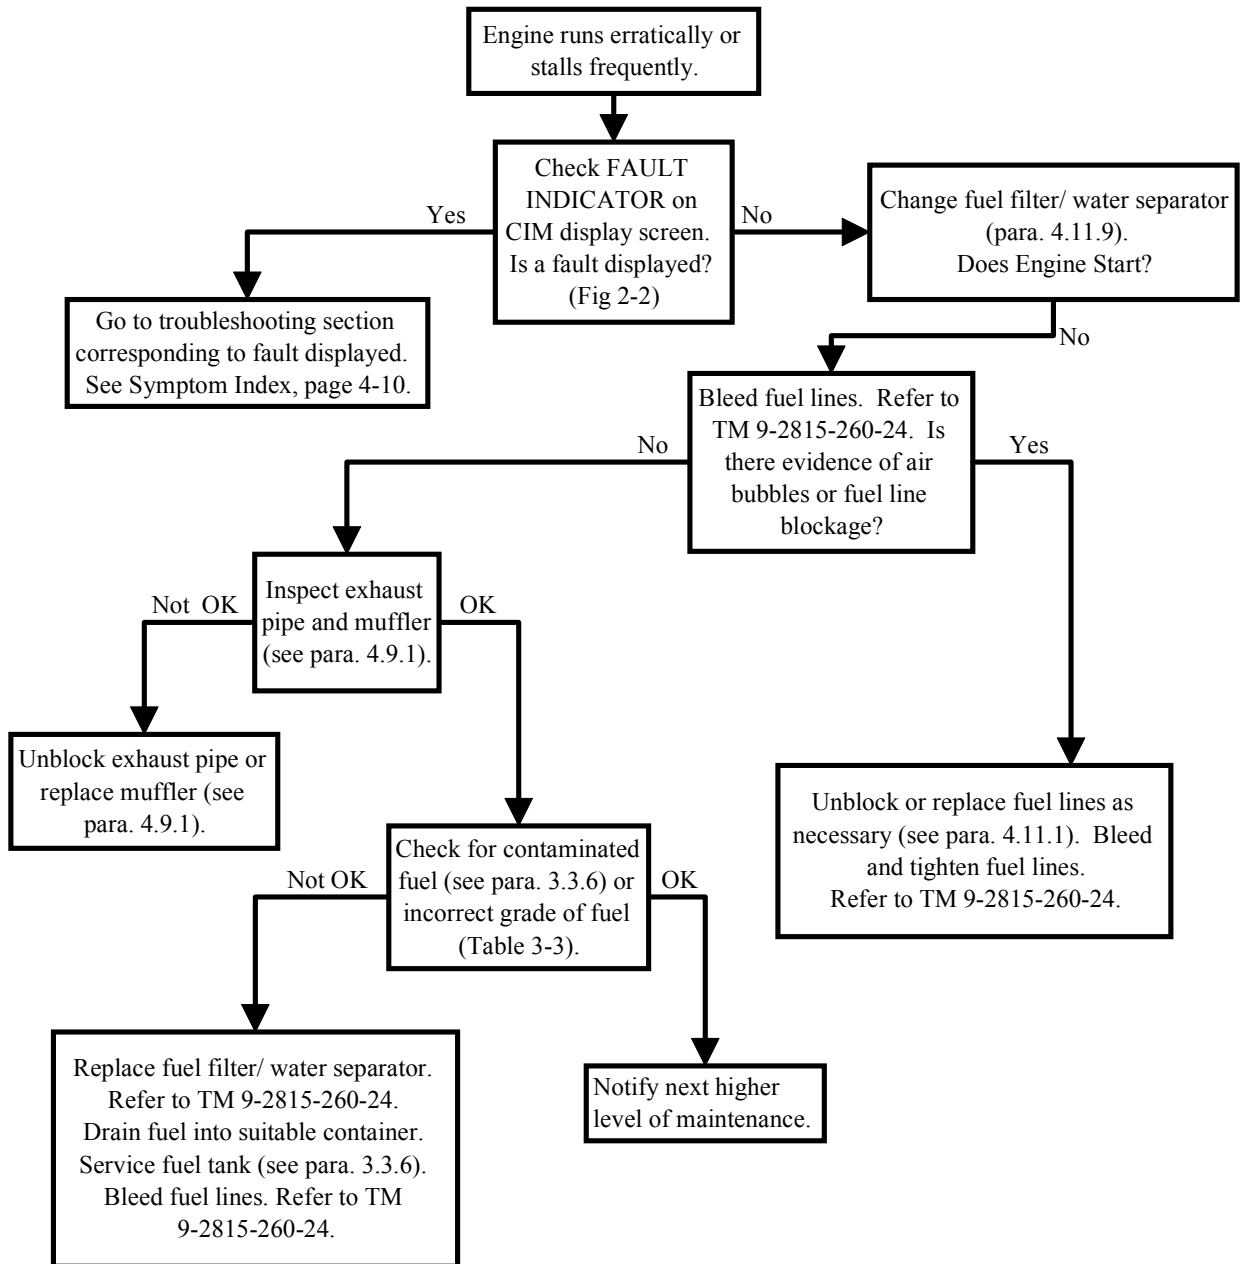 Engine runs erratically or
stalls frequently.
Check FAULT
INDICATOR on
CIM display screen.
Is a fault displayed?
(Fig 2-2)
Yes
No
Change fuel filter/ water separator
(para. 4.11.9).
Does Engine Start?
Go to troubleshooting section
corresponding to fault displayed.
See Symptom Index, page 4-10.
No
Bleed fuel lines. Refer to
TM 9-2815-260-24. Is
there evidence of air
bubbles or fuel line
blockage?
No
Yes
Inspect exhaust
pipe and muffler
(see para. 4.9.1).
Not OK
OK
Unblock exhaust pipe or
replace muffler (see
para. 4.9.1).
Unblock or replace fuel lines as
necessary (see para. 4.11.1). Bleed
and tighten fuel lines.
Refer to TM 9-2815-260-24.
Check for contaminated
fuel (see para. 3.3.6) or
incorrect grade of fuel
(Table 3-3).
Not OK
OK
Replace fuel filter/ water separator.
Refer to TM 9-2815-260-24.
Drain fuel into suitable container.
Service fuel tank (see para. 3.3.6).
Bleed fuel lines. Refer to TM
9-2815-260-24.
Notify next higher
level of maintenance.